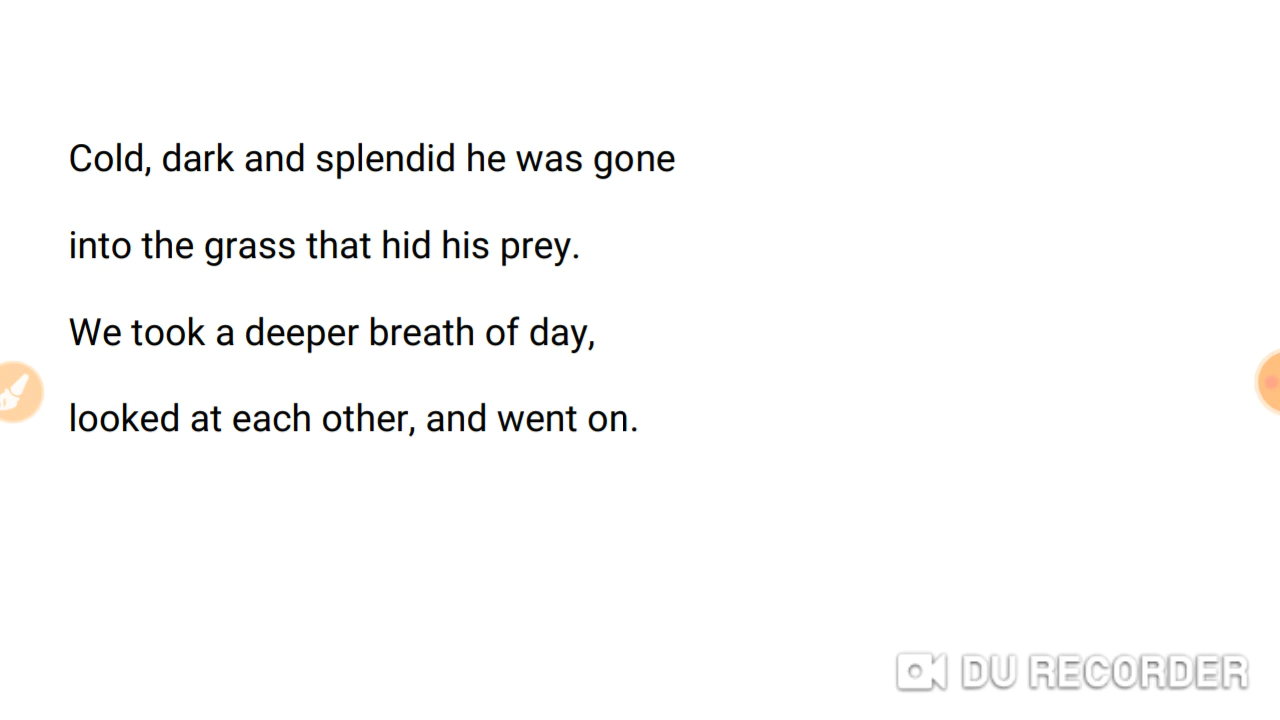 Cold, dark and splendid he was gone
into the grass that hid his prey.
We took a deeper breath of day,
looked at each other, and went on.
DU RECORDER